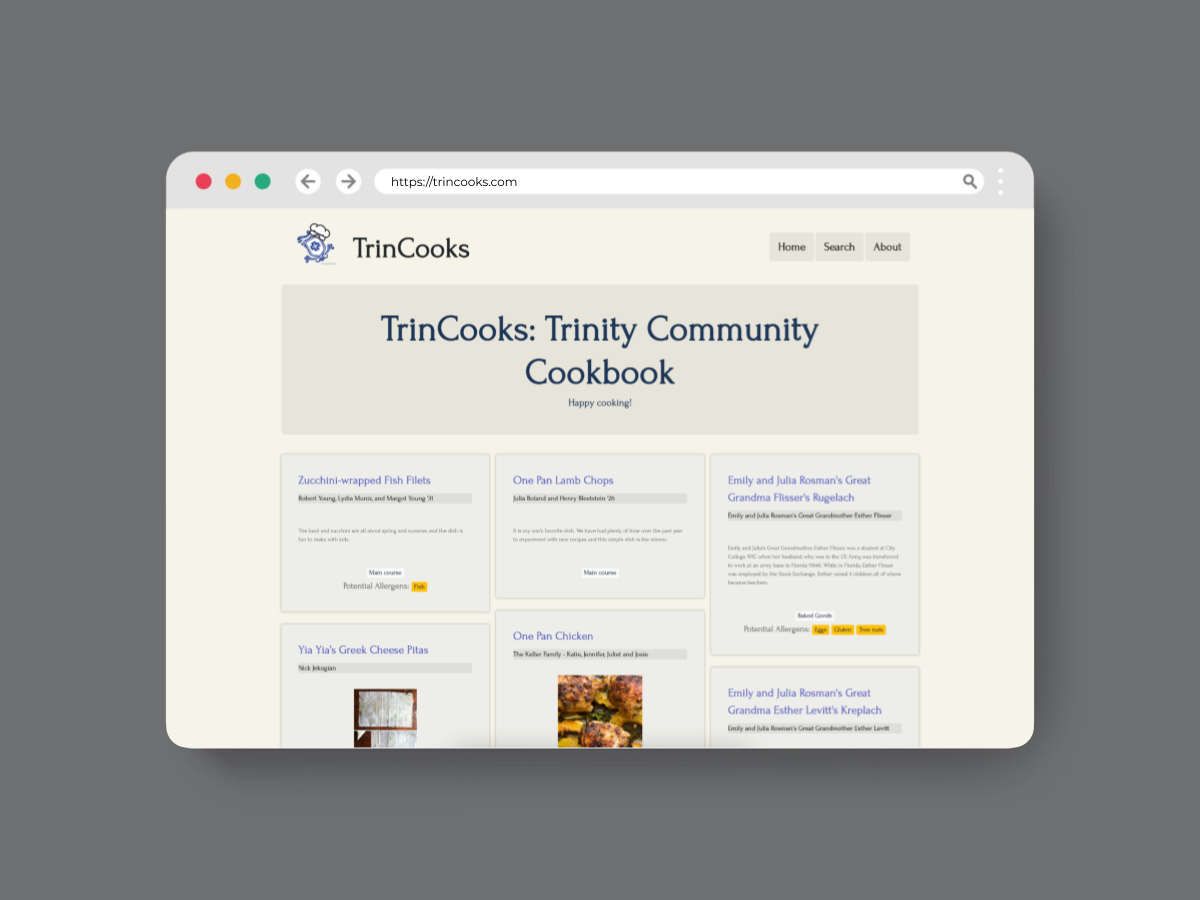 https://trincooks.com
TrinCooks
Home
Search
About
TrinCooks: Trinity Community
Cookbook
Happy cooking!
Zucchini-wrapped Fish Filets
Robert Young, Lydia Muniz, and Margot Young '31
The basil and zucchini are all about spring and summer, and the dish is
fun to make with kids.
Main course
Potential Allergens: Fish
Yia Yia's Greek Cheese Pitas
Nick Jekogian
One Pan Lamb Chops
Julia Boland and Henry Bleetstein '26
It is my son's favorite dish. We have had plenty of time over the past year
to experiment with new recipes and this simple dish is the winner.
Main course
One Pan Chicken
The Keller Family - Katie, Jennifer, Juliet and Josie
Emily and Julia Rosman's Great
Grandma Flisser's Rugelach
Emily and Julia Rosman's Great Grandmother Esther Flisser
Emily and Julia's Great Grandmother, Esther Flisser, was a student at City
College NYC when her husband, who was in the US Army, was transferred
to work at an army base in Florida. While in Florida, Esther Flisser
was employed by the Stock Exchange. Esther raised 4 children all of whom
became teachers.
Baked Goods
Potential Allergens: Eggs Gluten Tree nuts
Emily and Julia Rosman's Great
Grandma Esther Levitt's Kreplach
Emily and Julia Rosman's Great Grandmother Esther Levitt